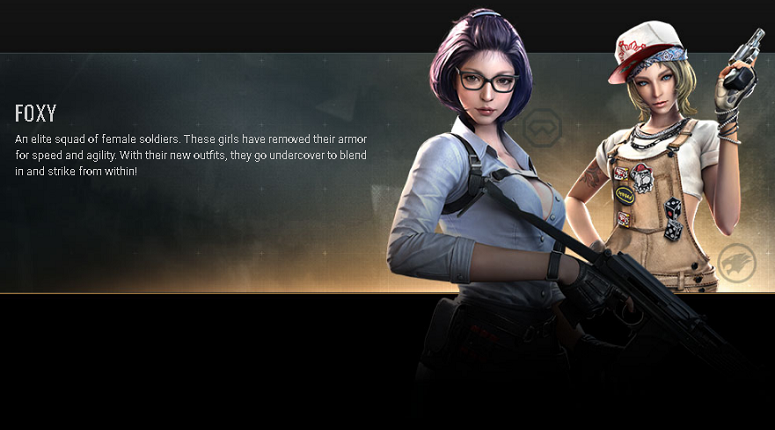 FOXY
An elite squad of female soldiers. These girls have removed their armor
for speed and agility. With their new outfits, they go undercover to blend
in and strike from within!